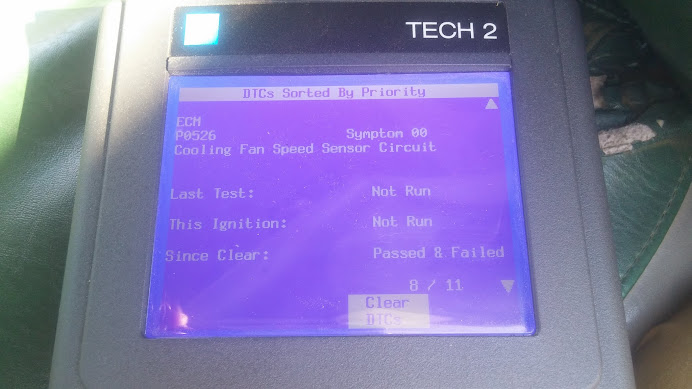 TECH 2
DTCs Sorted By Priority
ECM
P0526 Symptom 00
Cooling Fan Speed Sensor Circuit
Last Test: Not Run
This Ignition: Not Run
Since Clear: Passed & Failed
8 / 11
Clear
DTCs